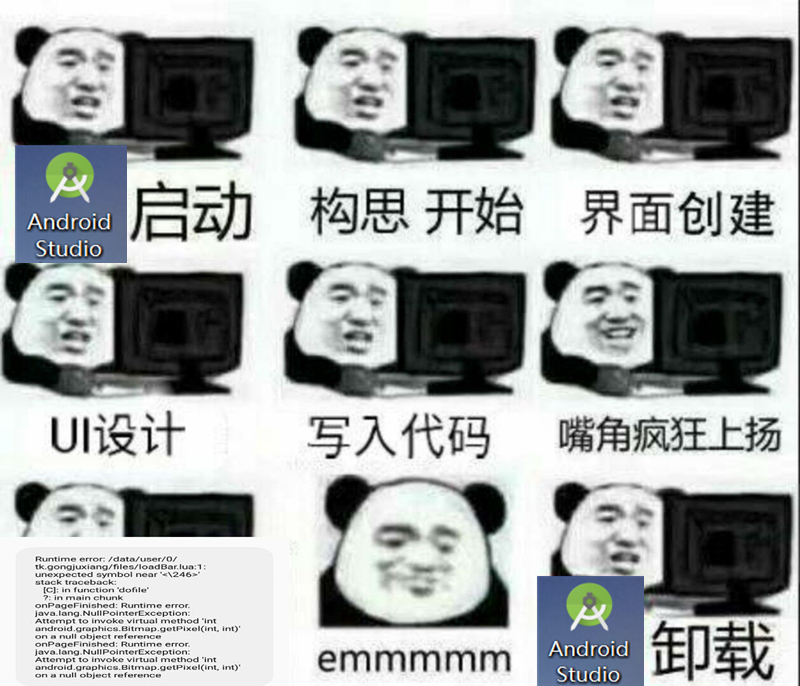 Android
Studio
启动
构思 开始
界面创建
UI设计
写入代码
嘴角疯狂上扬
Runtime error: /data/user/0/
tk.gongjuxiang/files/loadBar.lua:1:
unexpected symbol near '<\246>'
stack traceback:
[C]: in function 'dofile'
?: in main chunk
onPageFinished: Runtime error.
java.lang.NullPointerException:
Attempt to invoke virtual method 'int
android.graphics.Bitmap.getPixel(int, int)'
on a null object reference
onPageFinished: Runtime error.
java.lang.NullPointerException:
Attempt to invoke virtual method 'int
android.graphics.Bitmap.getPixel(int, int)'
on a null object reference
emmmmm
Android
Studio
卸载